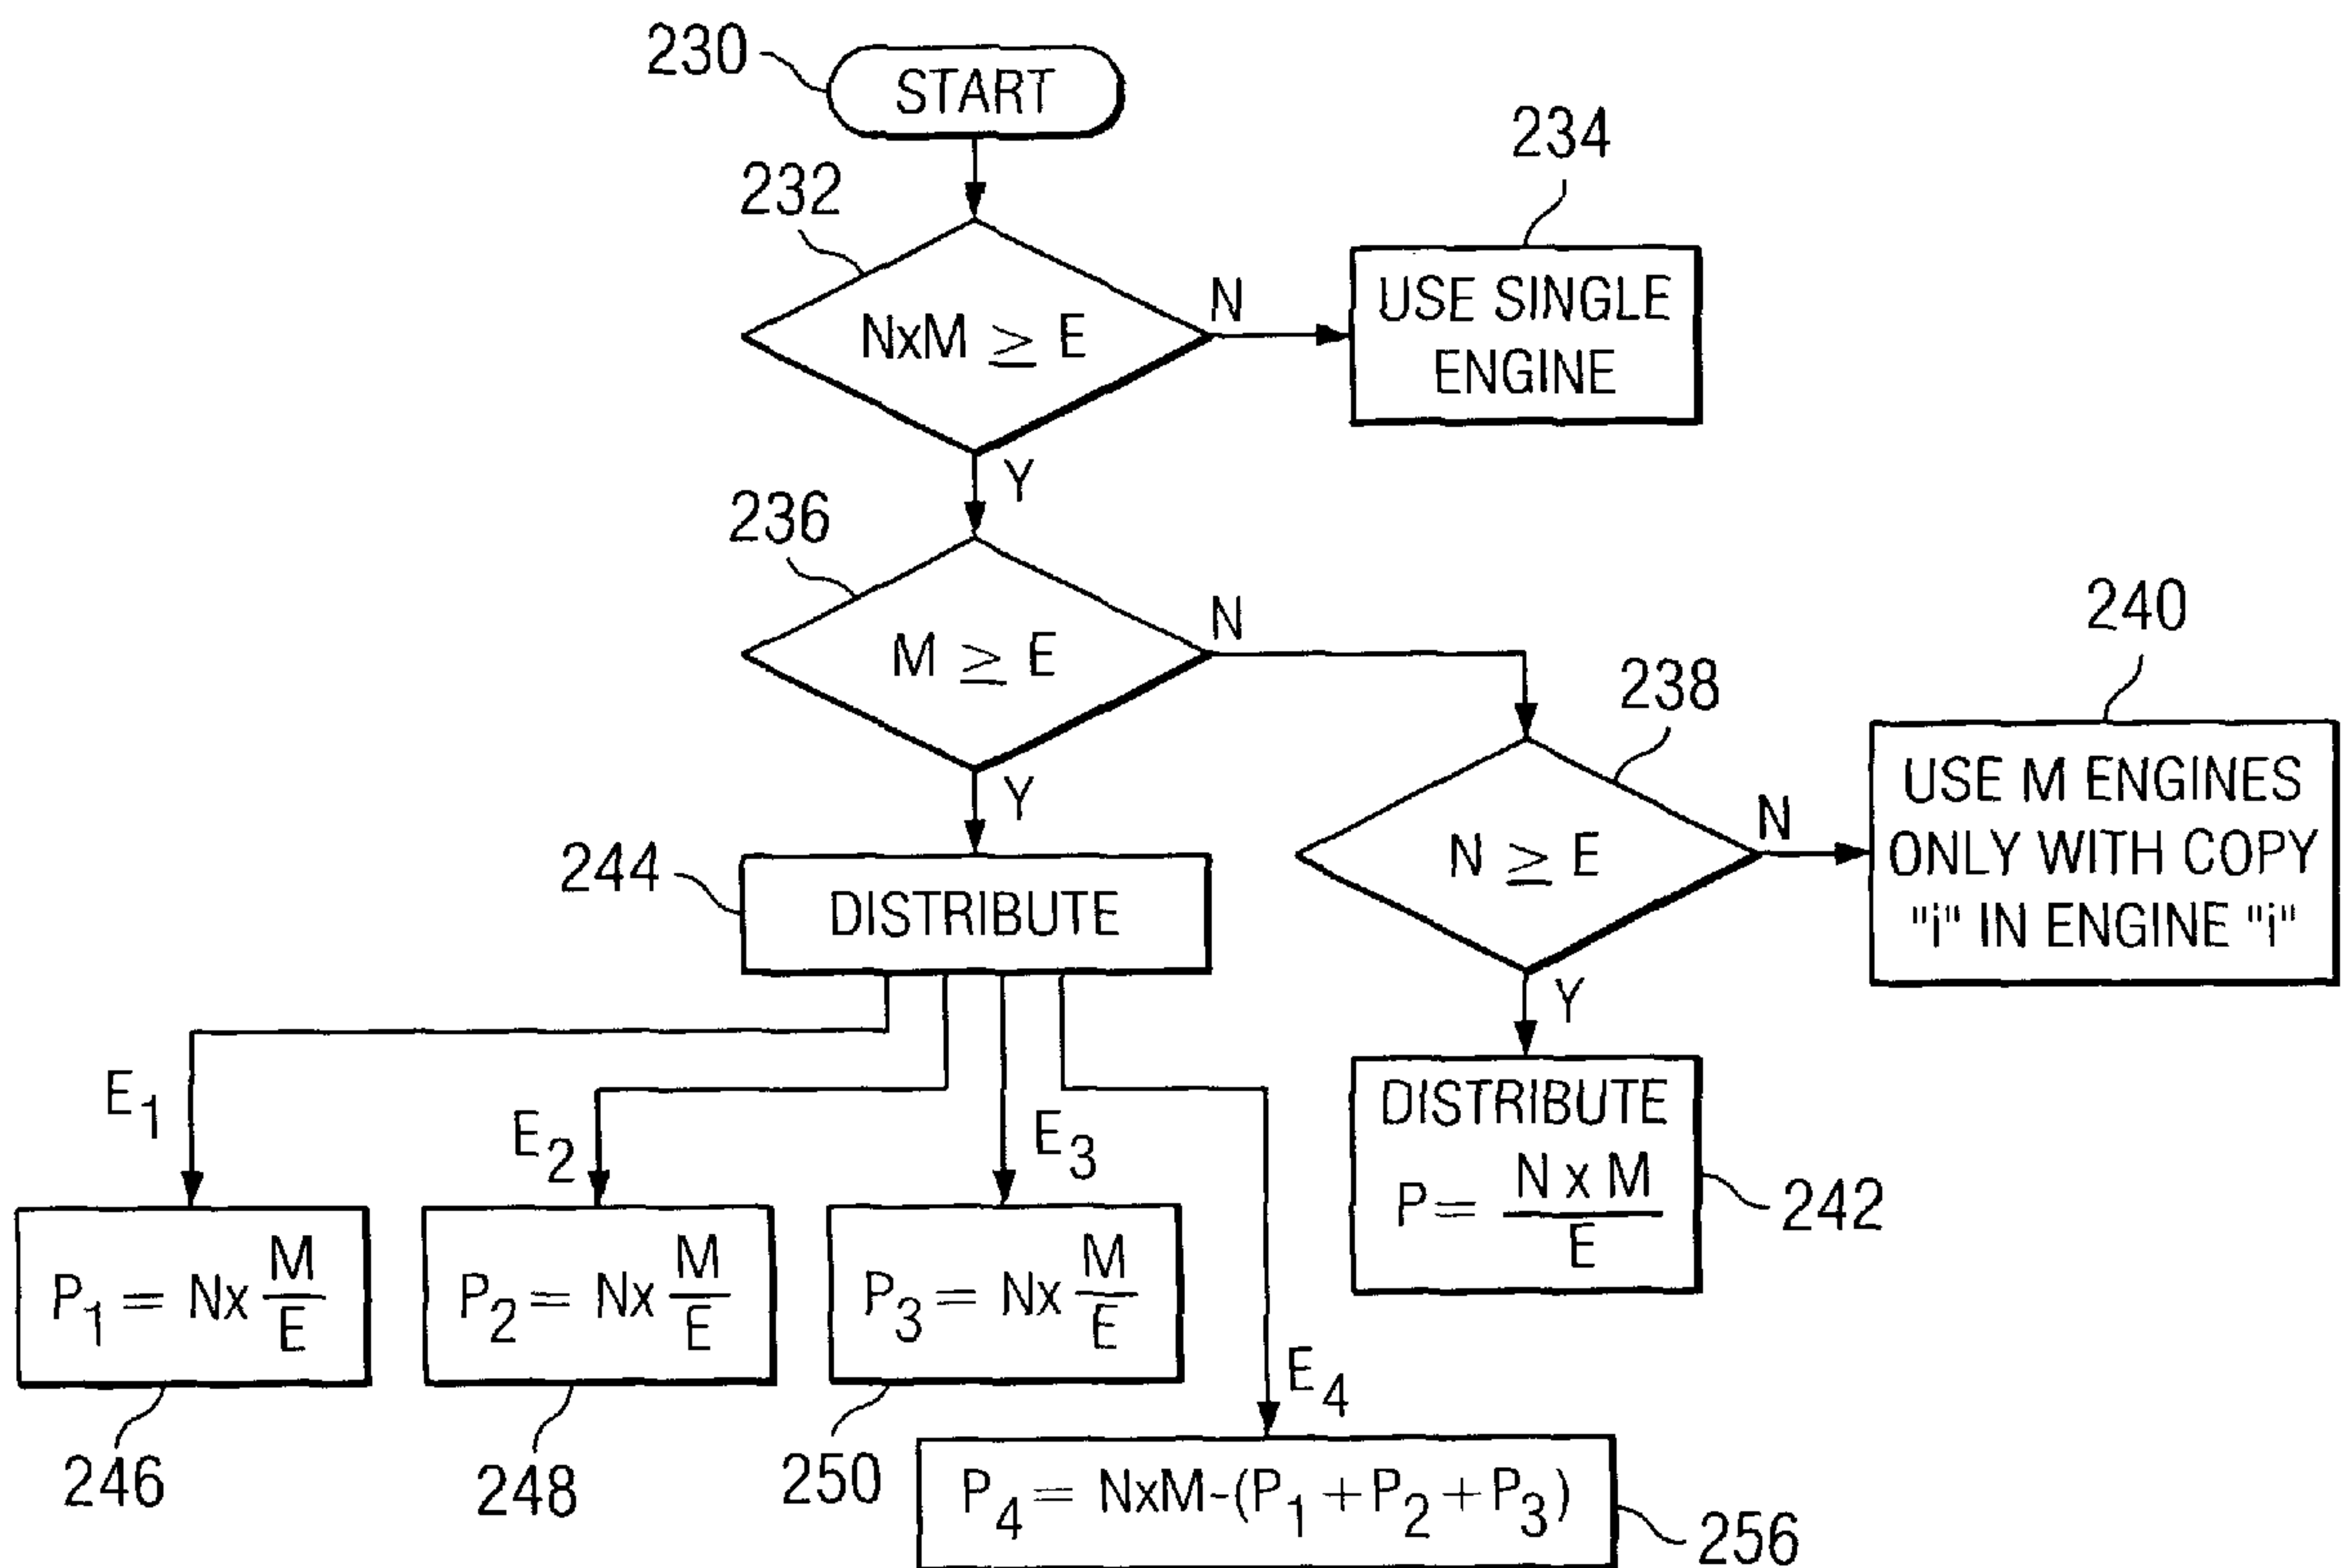 230
START
232
234
NxM ≥ E
N
USE SINGLE
ENGINE
Y
236
M ≥ E
N
240
238
N ≥ E
N
USE M ENGINES
ONLY WITH COPY
"i" IN ENGINE "i"
Y
244
DISTRIBUTE
Y
DISTRIBUTE
P= N x M
E
242
E1
E2
E3
E4
P1 = Nx M
E
P2 = Nx M
E
P3 = Nx M
E
246
248
250
P4 = NxM-(P1 +P2 +P3)
256